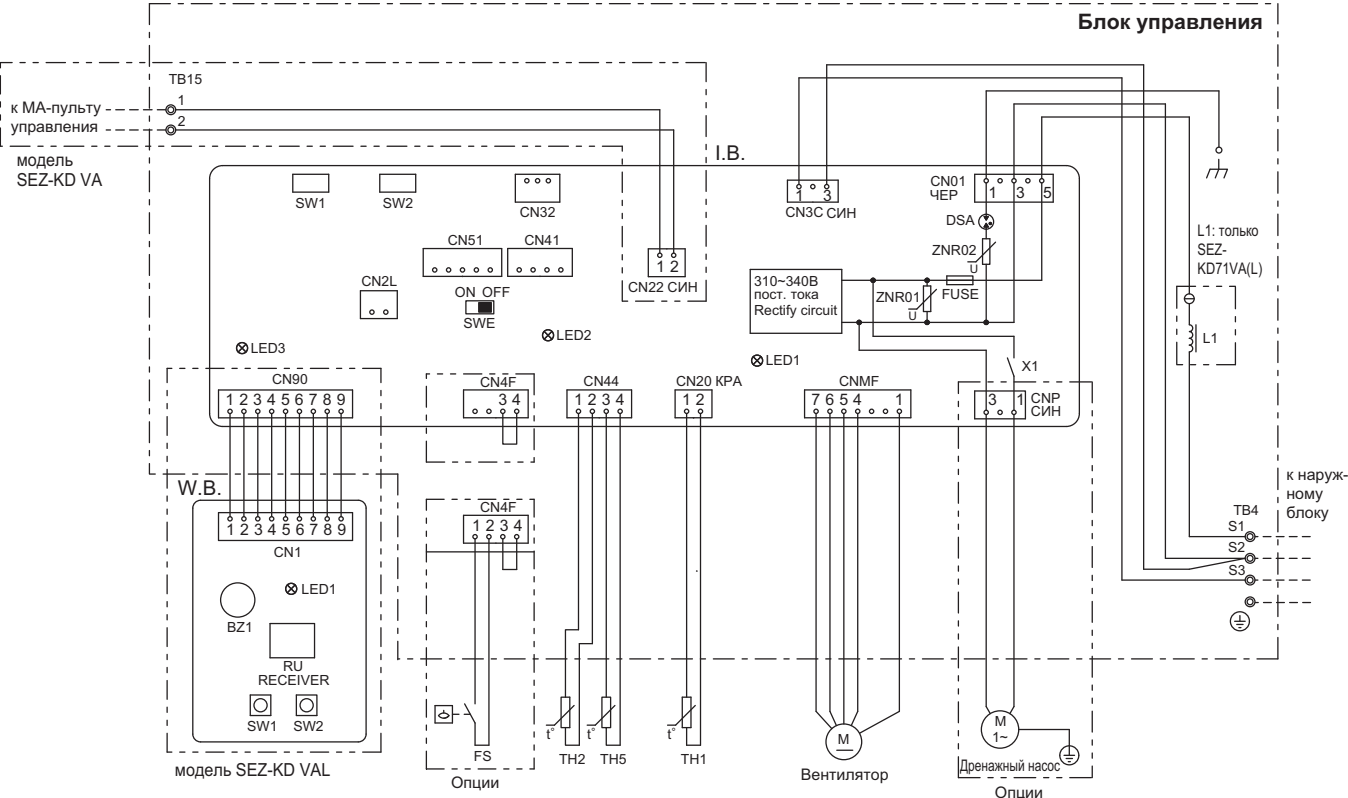 Блок управления
TB15
к МА-пульту
управления
1
2
модель
SEZ-KD VA
I.B.
SW1
SW2
CN32
CN3C СИН
1 3
CN01
ЧЕР
1 3 5
DSA
ZNR02
U
L1: только
SEZ-
KD71VA(L)
L1
CN51
CN41
CN22 СИН
1 2
CN2L
ON OFF
SWE
310~340В
пост. тока
Rectify circuit
ZNR01
U
FUSE
LED3
LED2
LED1
X1
CN90
1 2 3 4 5 6 7 8 9
CN4F
3 4
CN44
1 2 3 4
CN20 КРА
1 2
CNMF
7 6 5 4 1
3 1
CNP
СИН
W.B.
1 2 3 4 5 6 7 8 9
CN1
LED1
BZ1
RU
RECEIVER
SW1
SW2
модель SEZ-KD VAL
CN4F
1 2 3 4
FS
Опции
t°
TH2
t°
TH5
t°
TH1
M
Вентилятор
M
1~
Дренажный насос
Опции
к наруж-
ному
блоку
TB4
S1
S2
S3